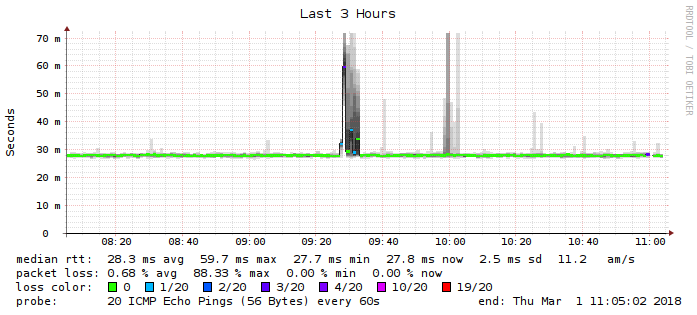 Last 3 Hours
RRDTOOL / TOBI OETIKER
Seconds
70 m
60 m
50 m
40 m
30 m
20 m
10 m
0
08:20 08:40 09:00 09:20 09:40 10:00 10:20 10:40 11:00
median rtt: 28.3 ms avg 59.7 ms max 27.7 ms min 27.8 ms now 2.5 ms sd 11.2 am/s
packet loss: 0.68 % avg 88.33 % max 0.00 % min 0.00 % now
loss color: 0 1/20 2/20 3/20 4/20 10/20 19/20
probe: 20 ICMP Echo Pings (56 Bytes) every 60s end: Thu Mar 1 11:05:02 2018